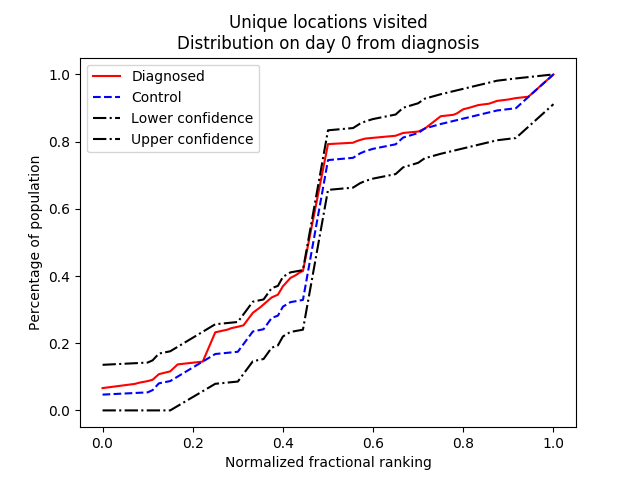 Unique locations visited
Distribution on day 0 from diagnosis
Diagnosed
Control
Lower confidence
Upper confidence
Percentage of population
1.0
0.8
0.6
0.4
0.2
0.0
0.0 0.2 0.4 0.6 0.8 1.0
Normalized fractional ranking